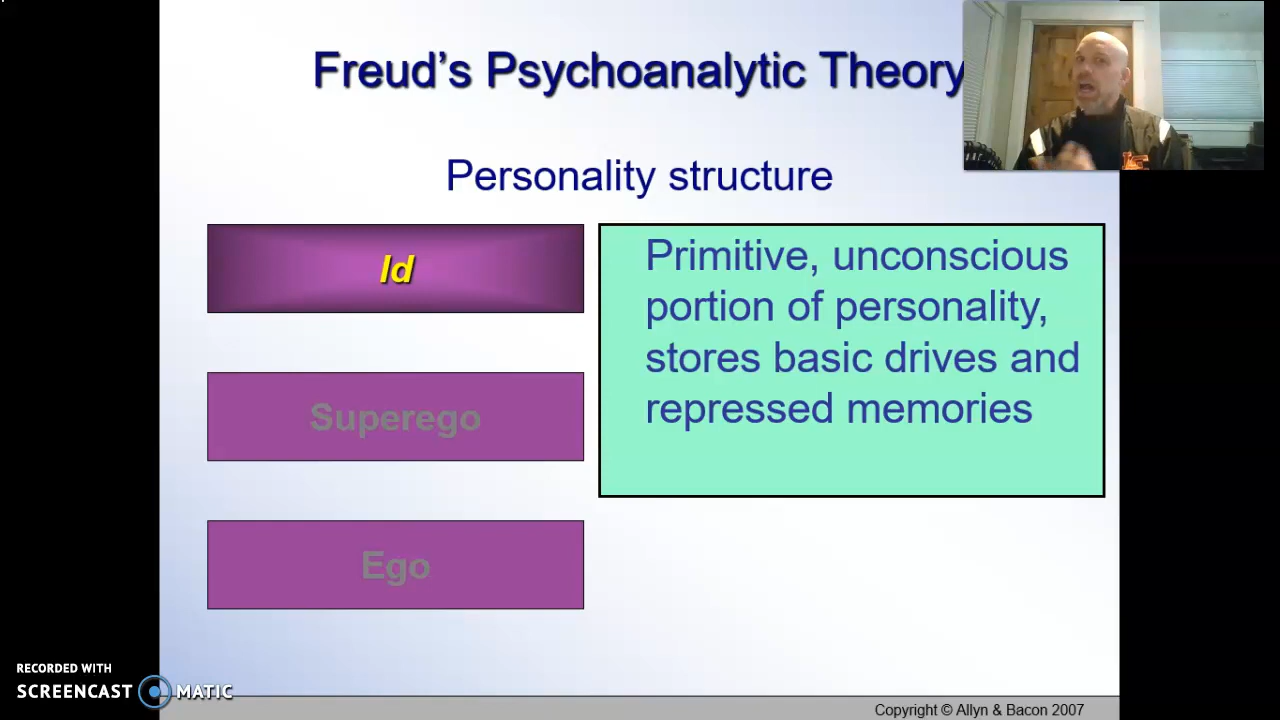 Freud's Psychoanalytic Theory
Personality structure
Id
Primitive, unconscious
portion of personality,
stores basic drives and
repressed memories
Superego
Ego
RECORDED WITH
SCREENCAST MATIC
Copyright © Allyn & Bacon 2007